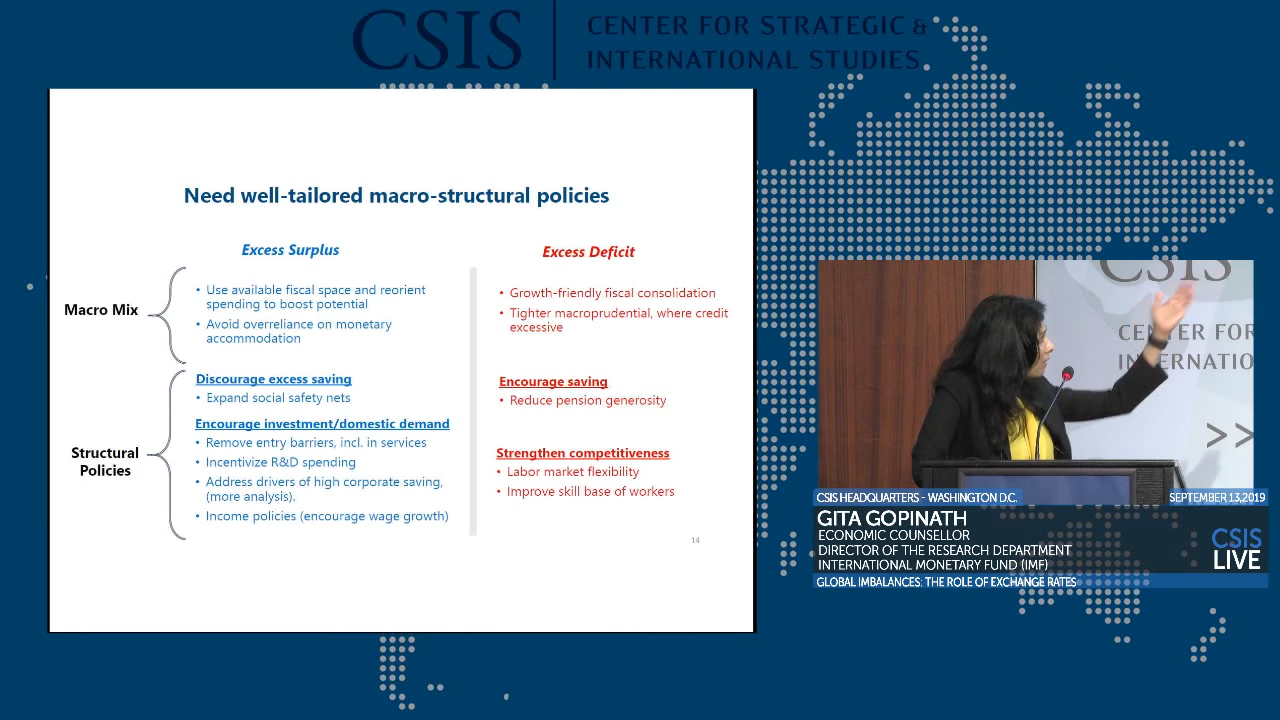 CSIS
CENTER FOR STRATEGIC &
INTERNATIONAL STUDIES
Need well-tailored macro-structural policies
Excess Surplus
Excess Deficit
Macro Mix
• Use available fiscal space and reorient
spending to boost potential
• Avoid overreliance on monetary
accommodation
• Growth-friendly fiscal consolidation
• Tighter macroprudential, where credit
excessive
Structural
Policies
Discourage excess saving
• Expand social safety nets
Encourage investment/domestic demand
• Remove entry barriers, incl. in services
• Incentivize R&D spending
• Address drivers of high corporate saving,
(more analysis).
• Income policies (encourage wage growth)
Encourage saving
• Reduce pension generosity
Strengthen competitiveness
• Labor market flexibility
• Improve skill base of workers
14
CSIS
CENTER FOR
INTERNATIO
>>
CSIS HEADQUARTERS - WASHINGTON D.C.
SEPTEMBER 13,2019
GITA GOPINATH
ECONOMIC COUNSELLOR
DIRECTOR OF THE RESEARCH DEPARTMENT
INTERNATIONAL MONETARY FUND (IMF)
CSIS
LIVE
GLOBAL IMBALANCES: THE ROLE OF EXCHANGE RATES